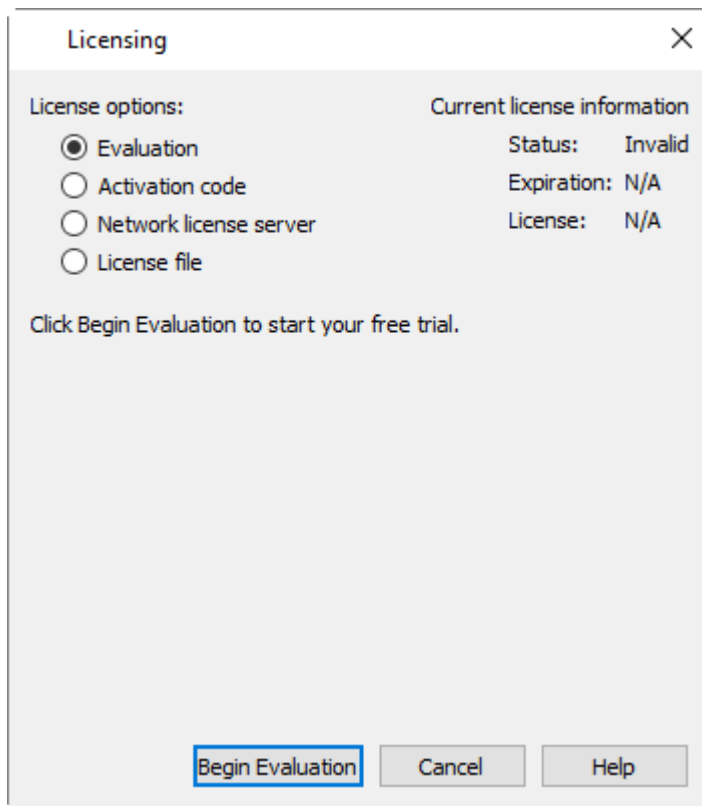 Licensing
License options:
Evaluation
Activation code
Network license server
License file
Current license information
Status: Invalid
Expiration: N/A
License: N/A
Click Begin Evaluation to start your free trial.
Begin Evaluation Cancel Help